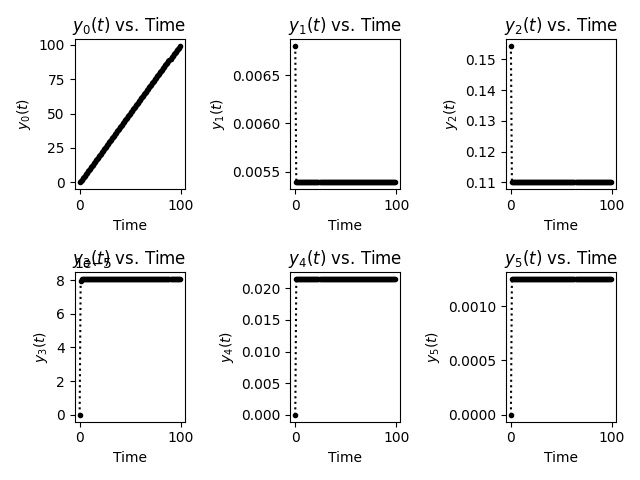 y₀(t) vs. Time
y₁(t) vs. Time
y₂(t) vs. Time
100
75
50
25
0
y₀(t)
0 100
Time
0.0065
0.0060
0.0055
y₁(t)
0 100
Time
0.15
0.14
0.13
0.12
0.11
y₂(t)
0 100
Time
y₃(t) vs. Time
1e−5
y₄(t) vs. Time
y₅(t) vs. Time
8
6
4
2
0
y₃(t)
0 100
Time
0.020
0.015
0.010
0.005
0.000
y₄(t)
0 100
Time
0.0010
0.0005
0.0000
y₅(t)
0 100
Time